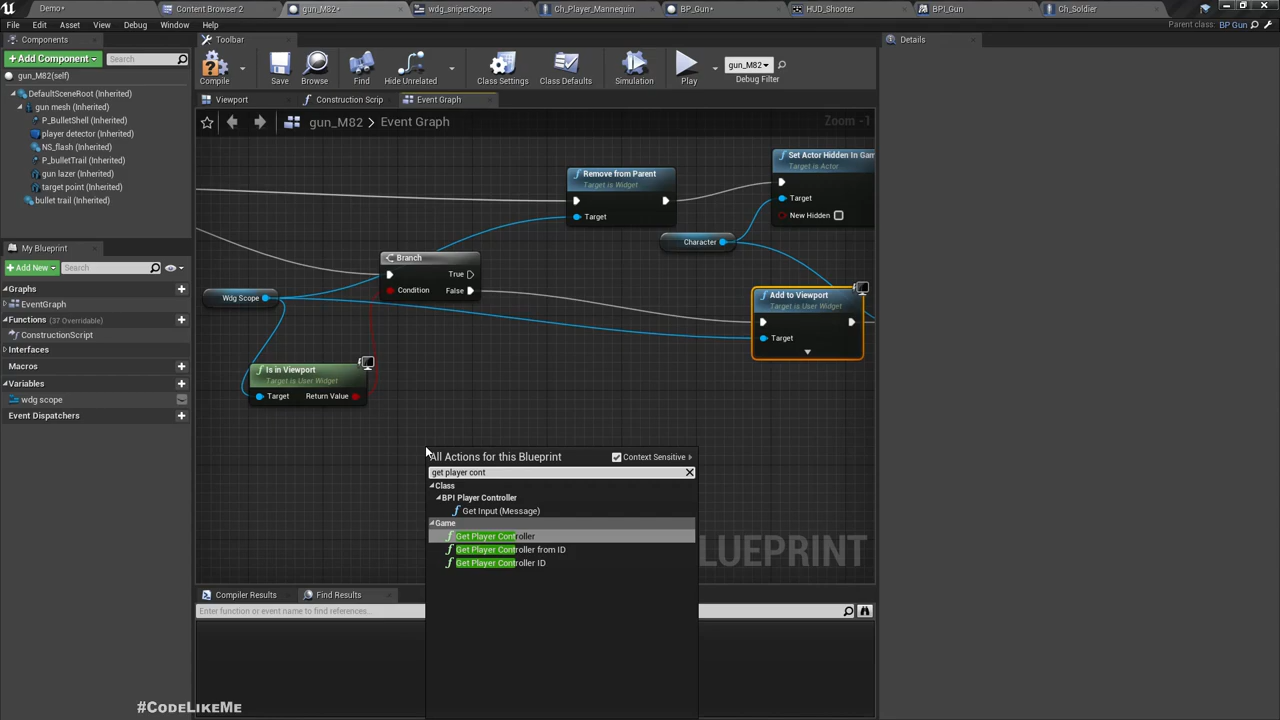 Demo•
Content Browser 2
gun_M82•
wdg_sniperScope
Ch_Player_Mannequin
BP_Gun•
HUD_Shooter
BPI_Gun
Ch_Soldier
File
Edit
Asset
View
Debug
Window
Help
Parent class: BP Gun
Components
Toolbar
Details
Add Component
Search
gun_M82(self)
DefaultSceneRoot (Inherited)
gun mesh (Inherited)
P_BulletShell (Inherited)
player detector (Inherited)
NS_flash (Inherited)
P_bulletTrail (Inherited)
gun lazer (Inherited)
target point (Inherited)
bullet trail (Inherited)
Compile
Save
Browse
Find
Hide Unrelated
Class Settings
Class Defaults
Simulation
Play
gun_M82
Debug Filter
Viewport
Construction Scrip
Event Graph
gun_M82 > Event Graph
Zoom -1
Remove from Parent
Target is Widget
Target
Set Actor Hidden In Gam
Target is Actor
Target
New Hidden
Character
Branch
True
Condition
False
Wdg Scope
Add to Viewport
Target is User Widget
Target
Is in Viewport
Target is User Widget
Target
Return Value
My Blueprint
Add New
Search
Graphs
EventGraph
Functions (37 Overridable)
ConstructionScript
Interfaces
Macros
Variables
wdg scope
Event Dispatchers
All Actions for this Blueprint
Context Sensitive
get player cont
Class
BPI Player Controller
Get Input (Message)
Game
Get Player Controller
Get Player Controller from ID
Get Player Controller ID
BLUEPRINT
Compiler Results
Find Results
Enter function or event name to find references...
#CodeLikeMe